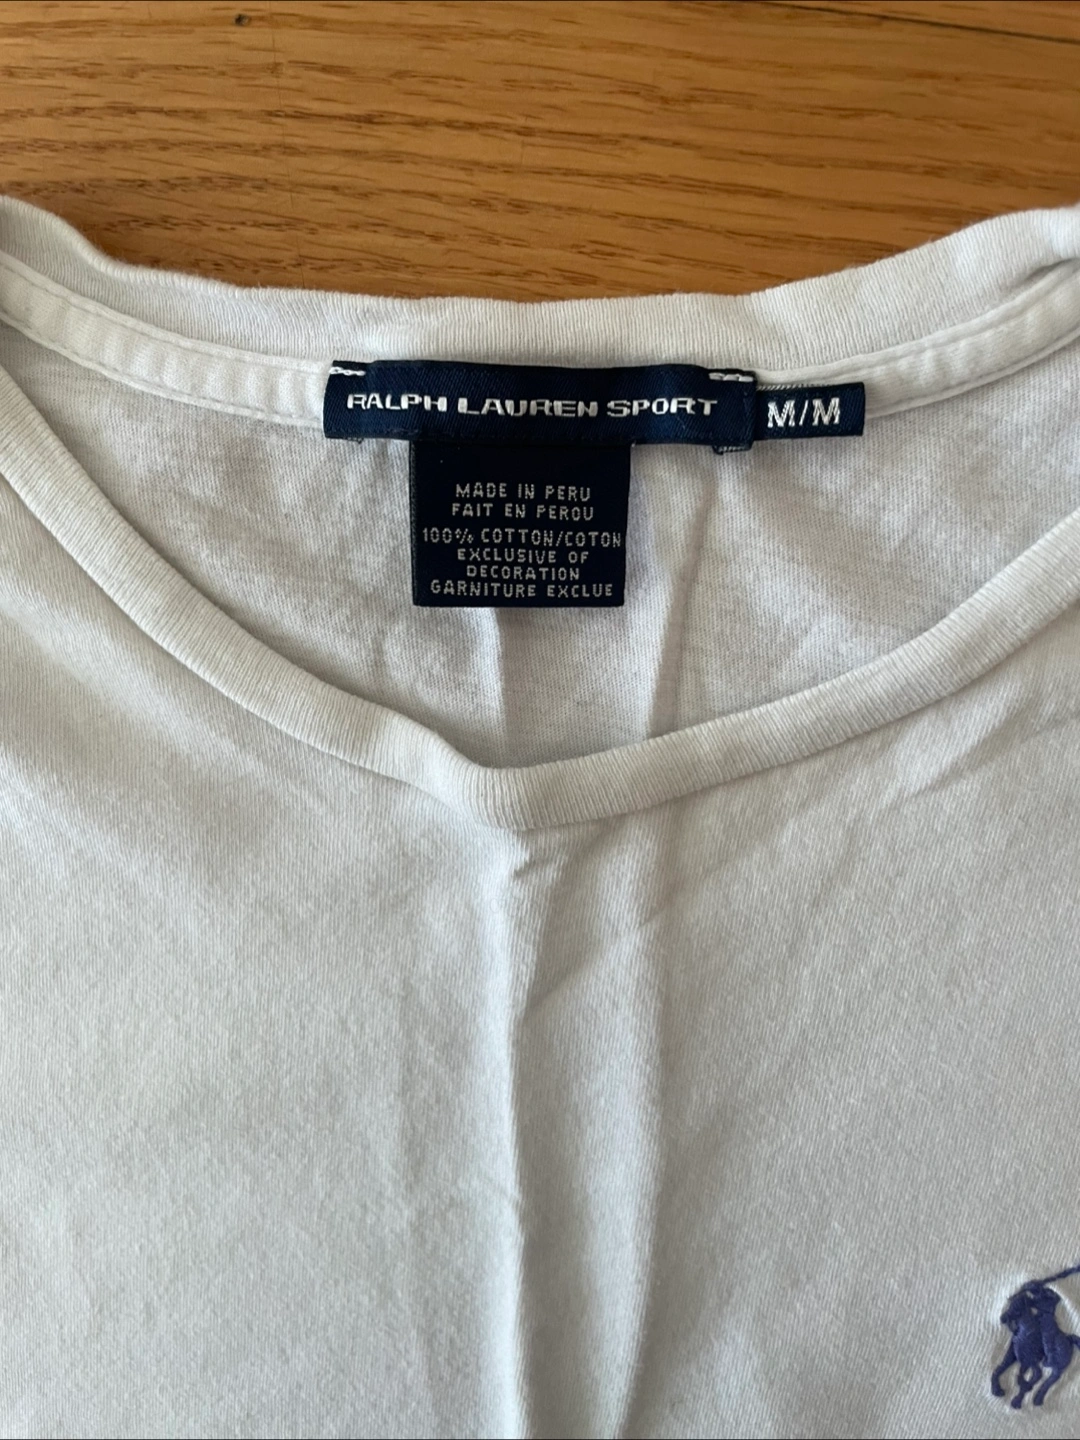 RALPH LAUREN SPORT
M/M
MADE IN PERU
FAIT EN PEROU
100% COTTON/COTON
EXCLUSIVE OF
DECORATION
GARNITURE EXCLUE